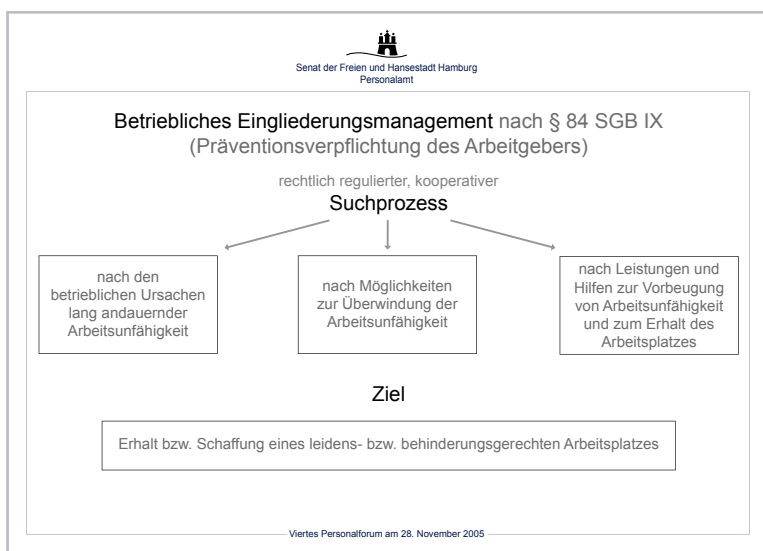 Senat der Freien und Hansestadt Hamburg
Personalamt
Betriebliches Eingliederungsmanagement nach § 84 SGB IX
(Präventionsverpflichtung des Arbeitgebers)
rechtlich regulierter, kooperativer
Suchprozess
nach den
betrieblichen Ursachen
lang andauernder
Arbeitsunfähigkeit
nach Möglichkeiten
zur Überwindung der
Arbeitsunfähigkeit
nach Leistungen und
Hilfen zur Vorbeugung
von Arbeitsunfähigkeit
und zum Erhalt des
Arbeitsplatzes
Ziel
Erhalt bzw. Schaffung eines leidens- bzw. behinderungsgerechten Arbeitsplatzes
Viertes Personalforum am 28. November 2005